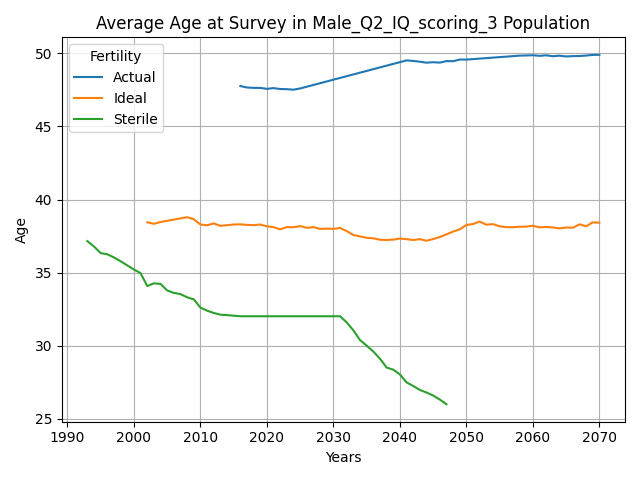 Average Age at Survey in Male_Q2_IQ_scoring_3 Population
Fertility
Actual
Ideal
Sterile
50
45
40
35
30
25
Age
1990 2000 2010 2020 2030 2040 2050 2060 2070
Years